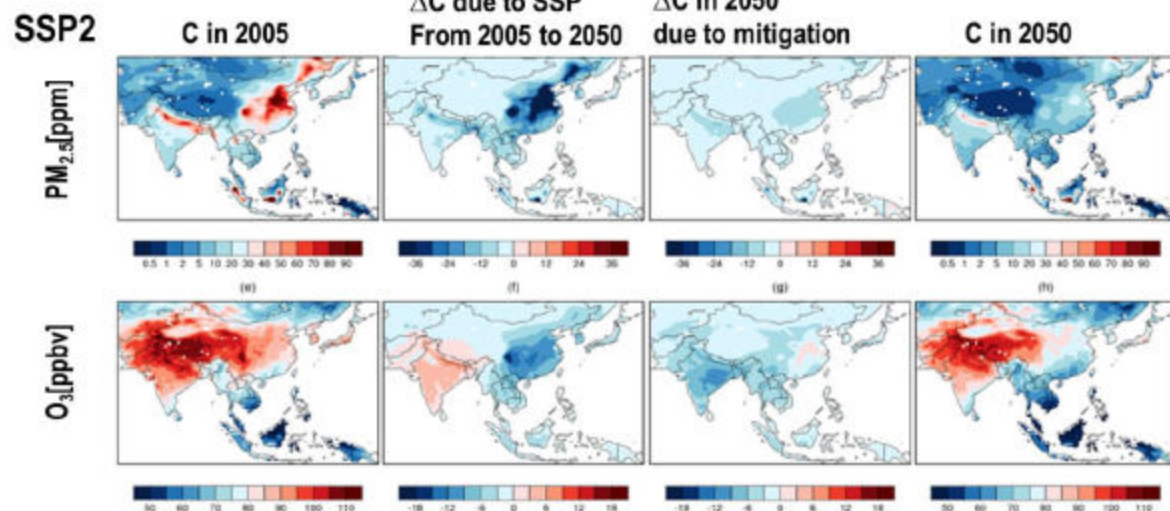 SSP2
C in 2005
ΔC due to SSP
From 2005 to 2050
ΔC in 2050
due to mitigation
C in 2050
PM2.5[ppm]
0.5 1 2 5 10 20 30 40 50 60 70 80 90
-36 -24 -12 0 12 24 36
-36 -24 -12 0 12 24 36
0.5 1 2 5 10 20 30 40 50 60 70 80 90
(e) (f) (g) (h)
O3[ppbv]
50 60 70 80 90 100 110
-18 -12 -6 0 6 12 18
-18 -12 -6 0 6 12 18
50 60 70 80 90 100 110